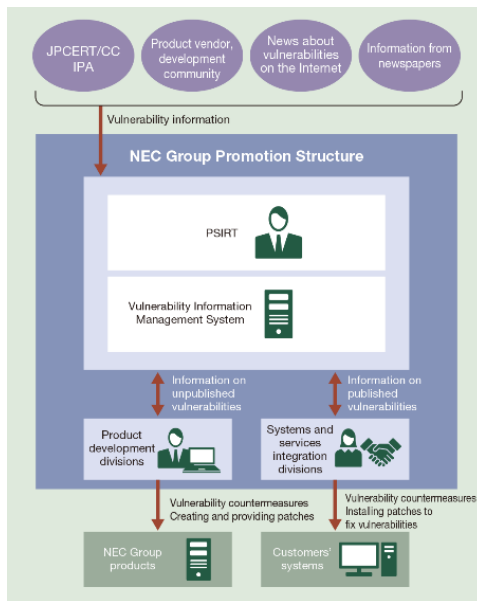 JPCERT/CC
IPA
Product vendor,
development
community
News about
vulnerabilities
on the Internet
Information from
newspapers
Vulnerability information
NEC Group Promotion Structure
PSIRT
Vulnerability Information
Management System
Information on
unpublished
vulnerabilities
Information on
published
vulnerabilities
Product
development
divisions
Systems and
services
integration
divisions
Vulnerability countermeasures
Creating and providing patches
Vulnerability countermeasures
Installing patches to
fix vulnerabilities
NEC Group
products
Customers'
systems